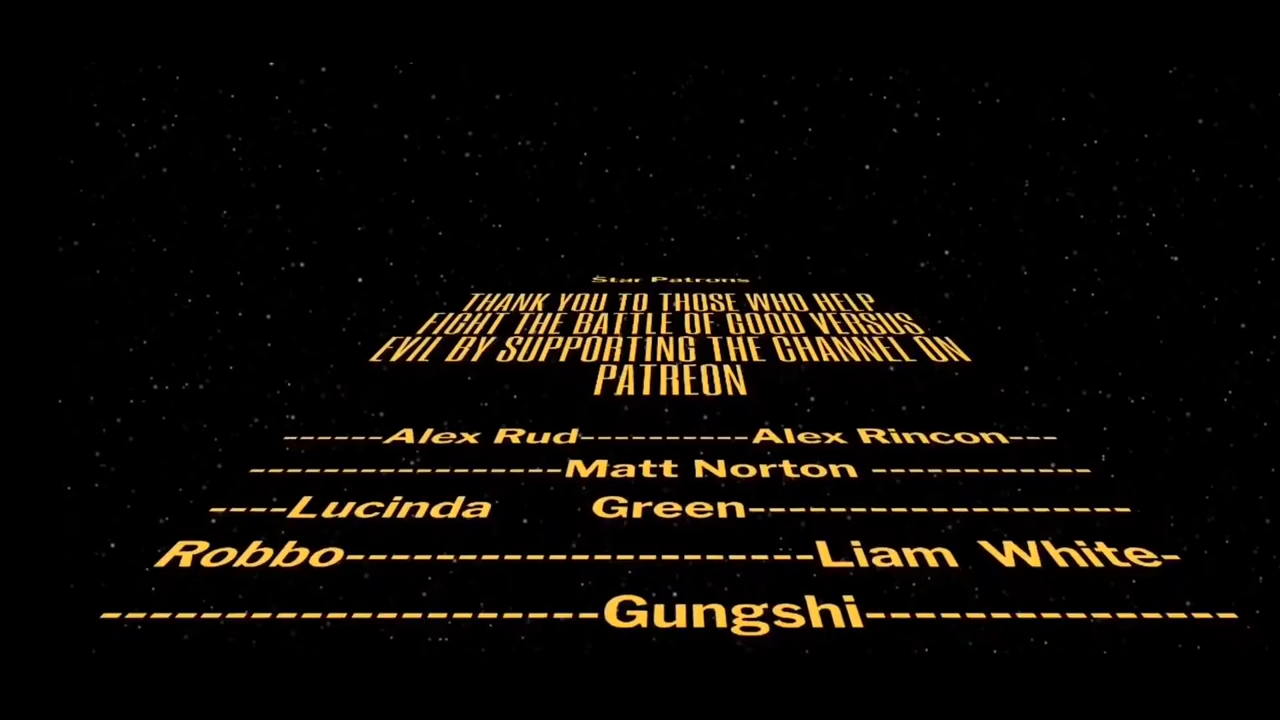 Star Patrons
THANK YOU TO THOSE WHO HELP
FIGHT THE BATTLE OF GOOD VERSUS
EVIL BY SUPPORTING THE CHANNEL ON
PATREON
------Alex Rud----------Alex Rincon---
-----------------Matt Norton ------------
----Lucinda Green--------------------
Robbo----------------------Liam White-
--------------------Gungshi---------------